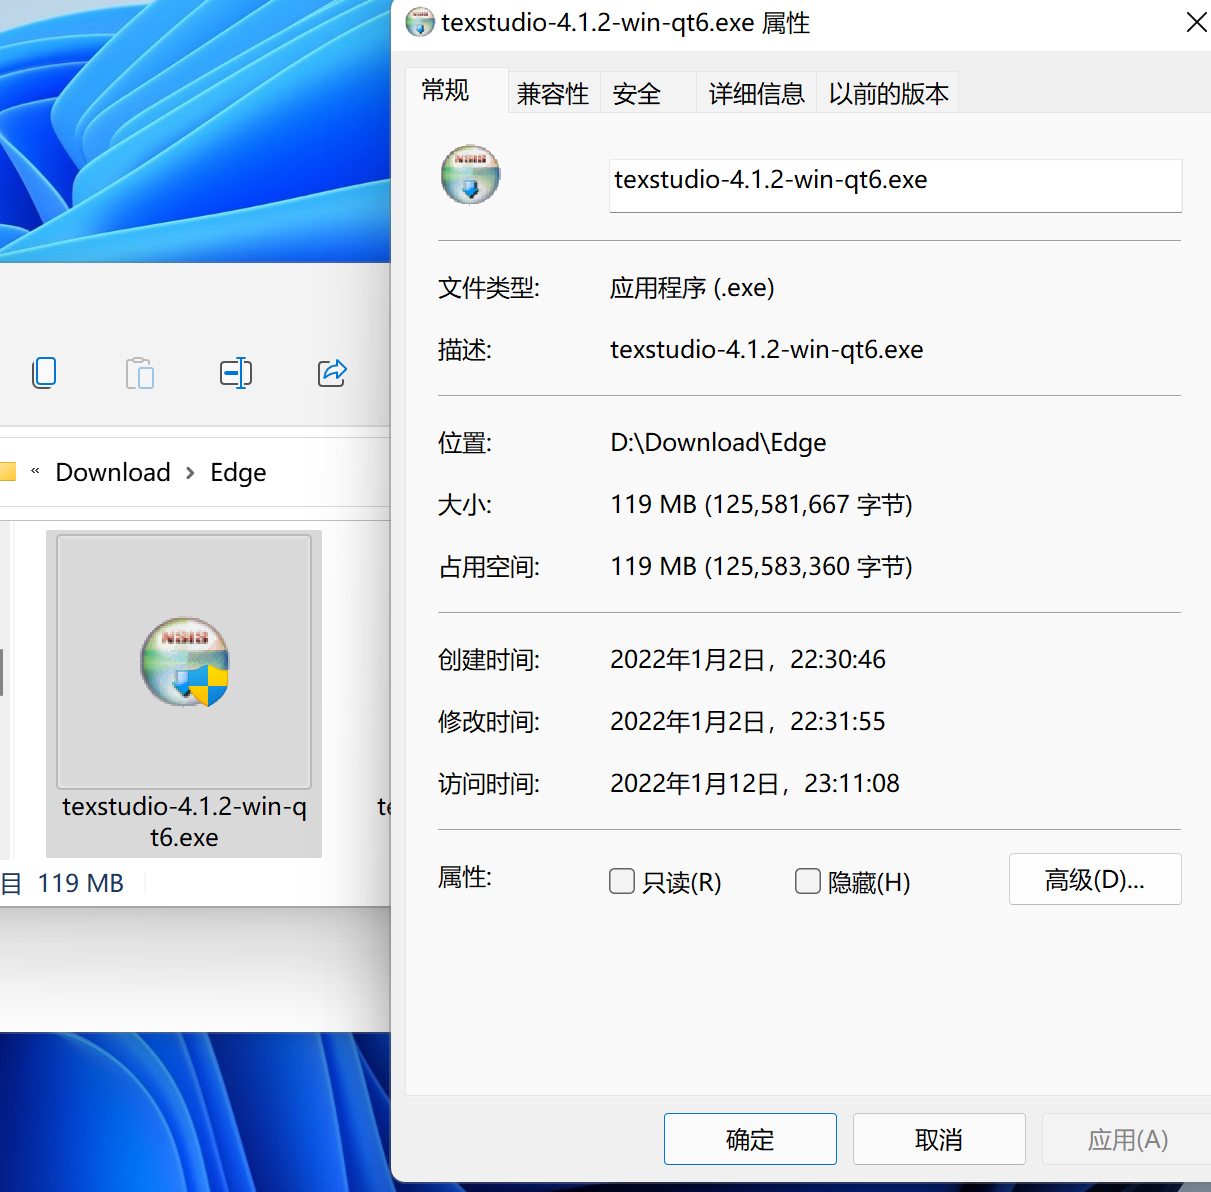 texstudio-4.1.2-win-qt6.exe 属性
常规
兼容性
安全
详细信息
以前的版本
NSIS
texstudio-4.1.2-win-qt6.exe
文件类型:
应用程序 (.exe)
描述:
texstudio-4.1.2-win-qt6.exe
位置:
D:\Download\Edge
大小:
119 MB (125,581,667 字节)
占用空间:
119 MB (125,583,360 字节)
创建时间:
2022年1月2日，22:30:46
修改时间:
2022年1月2日，22:31:55
访问时间:
2022年1月12日，23:11:08
属性:
只读(R)
隐藏(H)
高级(D)...
确定
取消
应用(A)
« Download › Edge
NSIS
texstudio-4.1.2-win-q
t6.exe
te
目 119 MB